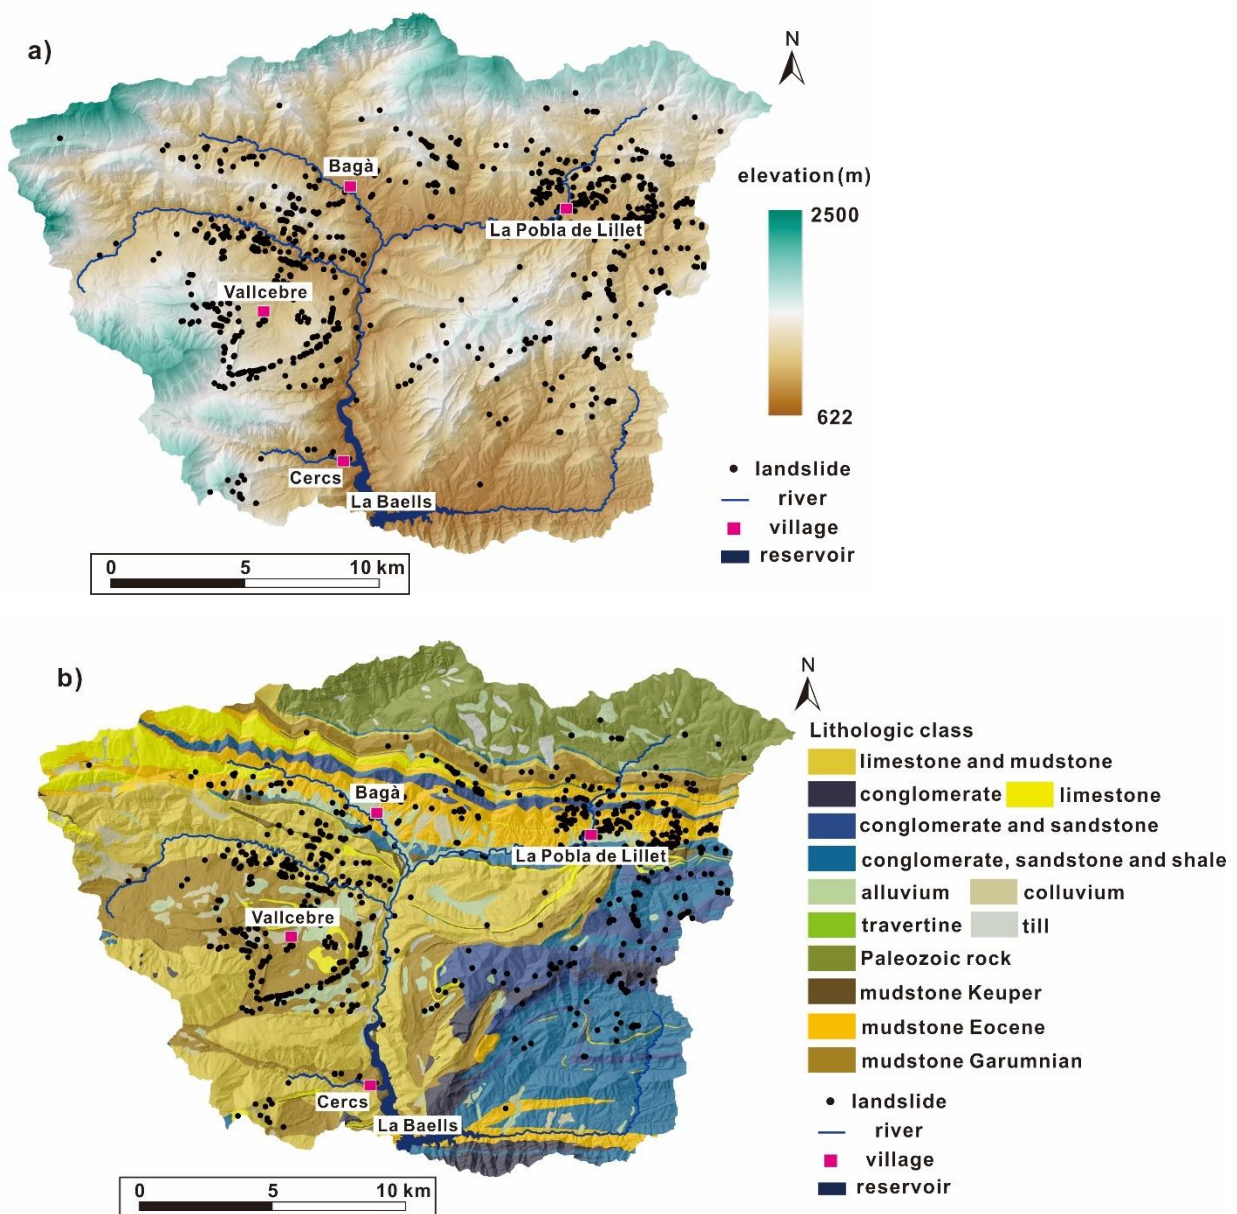 a)
N
Bagà
elevation (m)
2500
La Pobla de Lillet
Vallcebre
622
landslide
Cercs
La Baells
river
village
reservoir
0 5 10 km
b)
N
Lithologic class
limestone and mudstone
conglomerate limestone
conglomerate and sandstone
conglomerate, sandstone and shale
alluvium colluvium
travertine till
Paleozoic rock
mudstone Keuper
mudstone Eocene
mudstone Garumnian
Bagà
La Pobla de Lillet
Vallcebre
Cercs
La Baells
landslide
river
village
reservoir
0 5 10 km